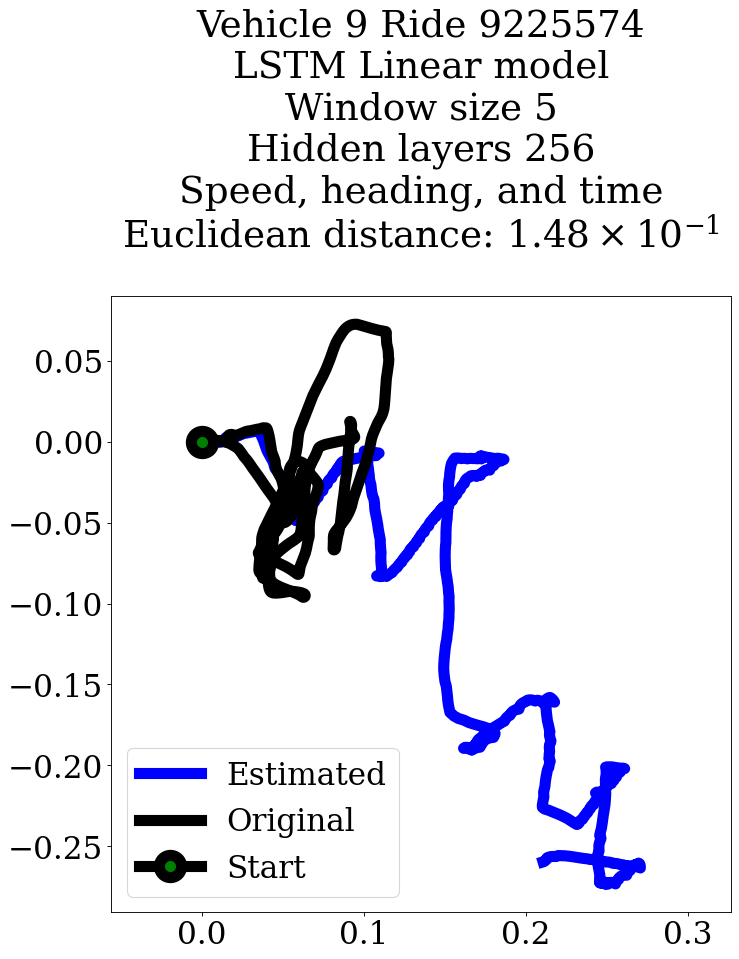 Vehicle 9 Ride 9225574
LSTM Linear model
Window size 5
Hidden layers 256
Speed, heading, and time
Euclidean distance: 1.48 × 10⁻¹
0.05
0.00
−0.05
−0.10
−0.15
−0.20
−0.25
Estimated
Original
Start
0.0 0.1 0.2 0.3